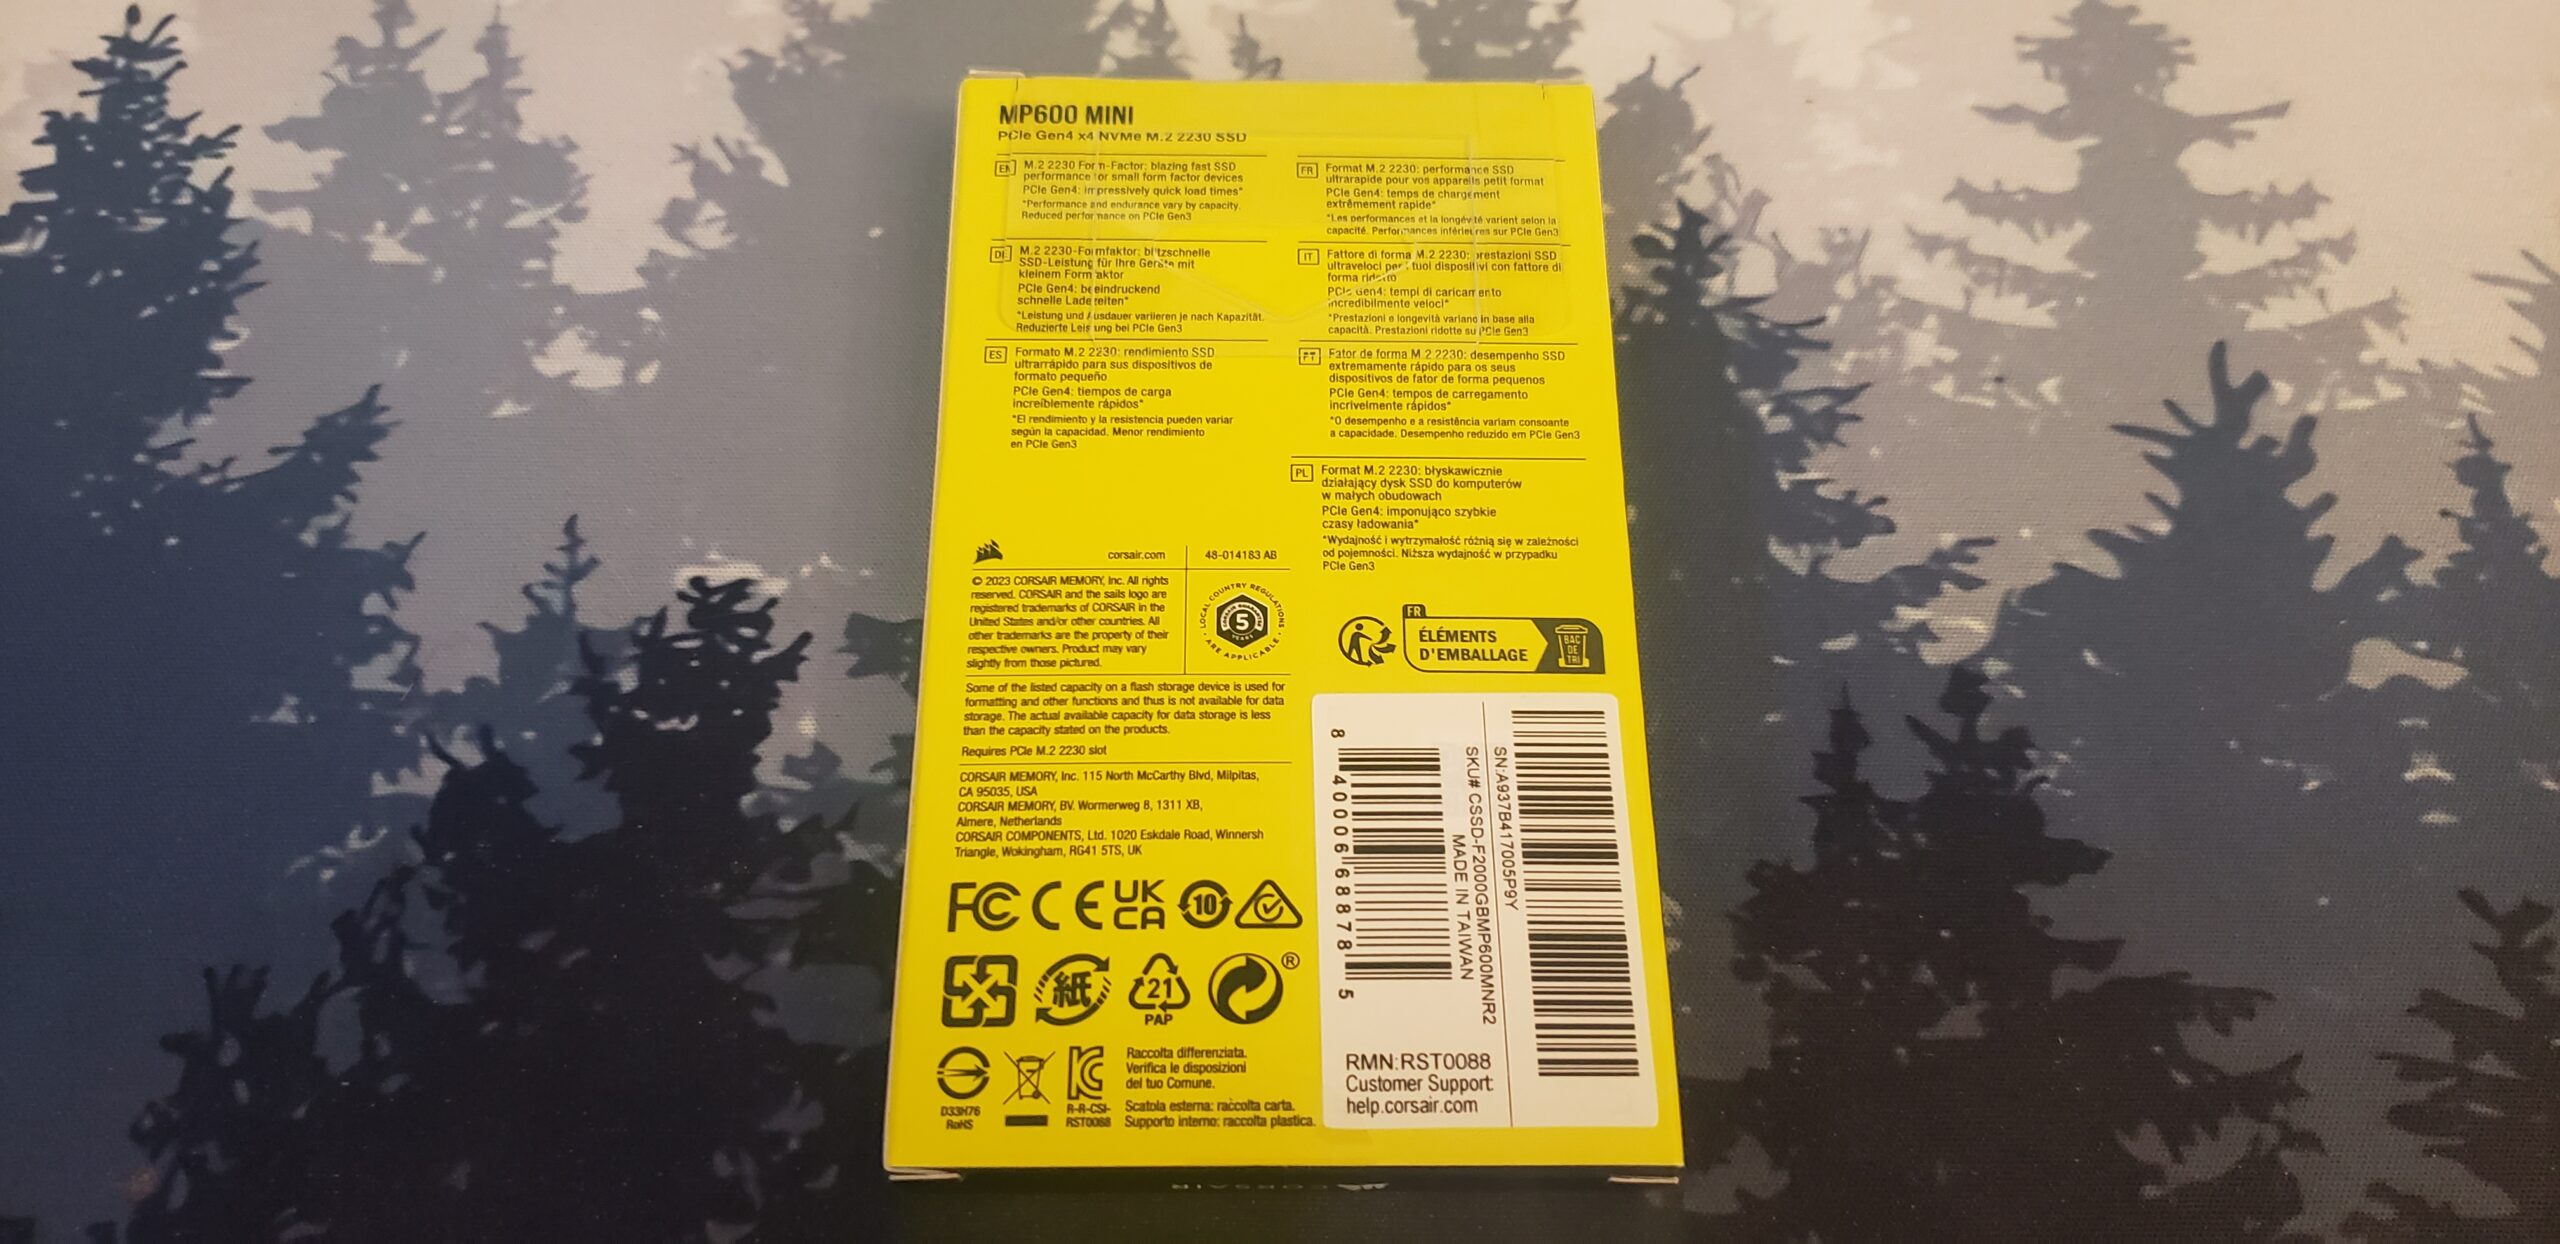 MP600 MINI
PCIe Gen4 x4 NVMe M.2 2230 SSD
EN
M.2 2230 Form-Factor: blazing fast SSD
performance for small form factor devices
PCIe Gen4: impressively quick load times*
*Performance and endurance vary by capacity.
Reduced performance on PCIe Gen3
DE
M.2 2230-Formfaktor: blitzschnelle
SSD-Leistung für Ihre Geräte mit
kleinem Formfaktor
PCIe Gen4: beeindruckend
schnelle Ladezeiten*
*Leistung und Ausdauer variieren je nach Kapazität.
Reduzierte Leistung bei PCIe Gen3
ES
Formato M.2 2230: rendimiento SSD
ultrarrápido para sus dispositivos de
formato pequeño
PCIe Gen4: tiempos de carga
increíblemente rápidos*
*El rendimiento y la resistencia pueden variar
según la capacidad. Menor rendimiento
en PCIe Gen3
FR
Format M.2 2230: performance SSD
ultrarapide pour vos appareils petit format
PCIe Gen4: temps de chargement
extrêmement rapide*
*Les performances et la longévité varient selon la
capacité. Performances inférieures sur PCIe Gen3
IT
Fattore di forma M.2 2230: prestazioni SSD
ultraveloci per i tuoi dispositivi con fattore di
forma ridotto
PCIe Gen4: tempi di caricamento
incredibilmente veloci*
*Prestazioni e longevità variano in base alla
capacità. Prestazioni ridotte su PCIe Gen3
PT
Fator de forma M.2 2230: desempenho SSD
extremamente rápido para os seus
dispositivos de fator de forma pequenos
PCIe Gen4: tempos de carregamento
incrivelmente rápidos*
*O desempenho e a resistência variam consoante
a capacidade. Desempenho reduzido em PCIe Gen3
PL
Format M.2 2230: błyskawicznie
działający dysk SSD do komputerów
w małych obudowach
PCIe Gen4: imponująco szybkie
czasy ładowania*
*Wydajność i wytrzymałość różnią się w zależności
od pojemności. Niższa wydajność w przypadku
PCIe Gen3
corsair.com
48-014183 AB
© 2023 CORSAIR MEMORY, Inc. All rights
reserved. CORSAIR and the sails logo are
registered trademarks of CORSAIR in the
United States and/or other countries. All
other trademarks are the property of their
respective owners. Product may vary
slightly from those pictured.
LOCAL COUNTRY REGULATIONS
ARE APPLICABLE
CORSAIR GUARANTEE
5
YEARS
Some of the listed capacity on a flash storage device is used for
formatting and other functions and thus is not available for data
storage. The actual available capacity for data storage is less
than the capacity stated on the products.
Requires PCIe M.2 2230 slot
CORSAIR MEMORY, Inc. 115 North McCarthy Blvd, Milpitas,
CA 95035, USA
CORSAIR MEMORY, BV. Wormerweg 8, 1311 XB,
Almere, Netherlands
CORSAIR COMPONENTS, Ltd. 1020 Eskdale Road, Winnersh
Triangle, Wokingham, RG41 5TS, UK
FC CE UK
CA
10
紙
21
PAP
®
D33H76
RoHS
R-R-CSI-
RST0088
Raccolta differenziata.
Verifica le disposizioni
del tuo Comune.
Scatola esterna: raccolta carta.
Supporto interno: raccolta plastica.
FR
ÉLÉMENTS
D'EMBALLAGE
BAC
DE
TRI
SN:A937B417005P9Y
SKU# CSSD-F2000GBMP600MNR2
MADE IN TAIWAN
8 40006 68878 5
RMN:RST0088
Customer Support:
help.corsair.com
CORSAIR